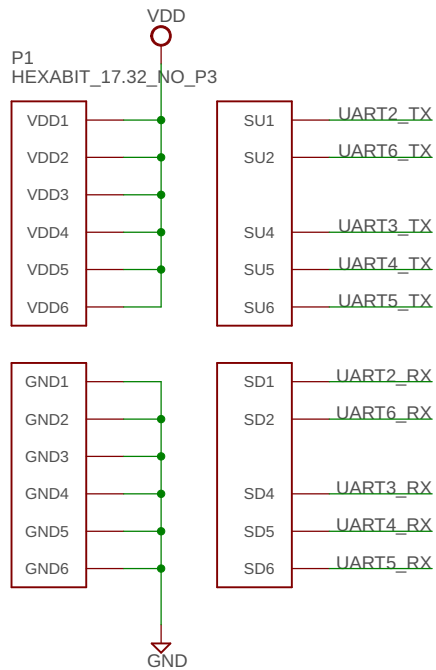 VDD
P1
HEXABIT_17.32_NO_P3
VDD1
VDD2
VDD3
VDD4
VDD5
VDD6
SU1 UART2_TX
SU2 UART6_TX
SU4 UART3_TX
SU5 UART4_TX
SU6 UART5_TX
GND1
GND2
GND3
GND4
GND5
GND6
SD1 UART2_RX
SD2 UART6_RX
SD4 UART3_RX
SD5 UART4_RX
SD6 UART5_RX
GND